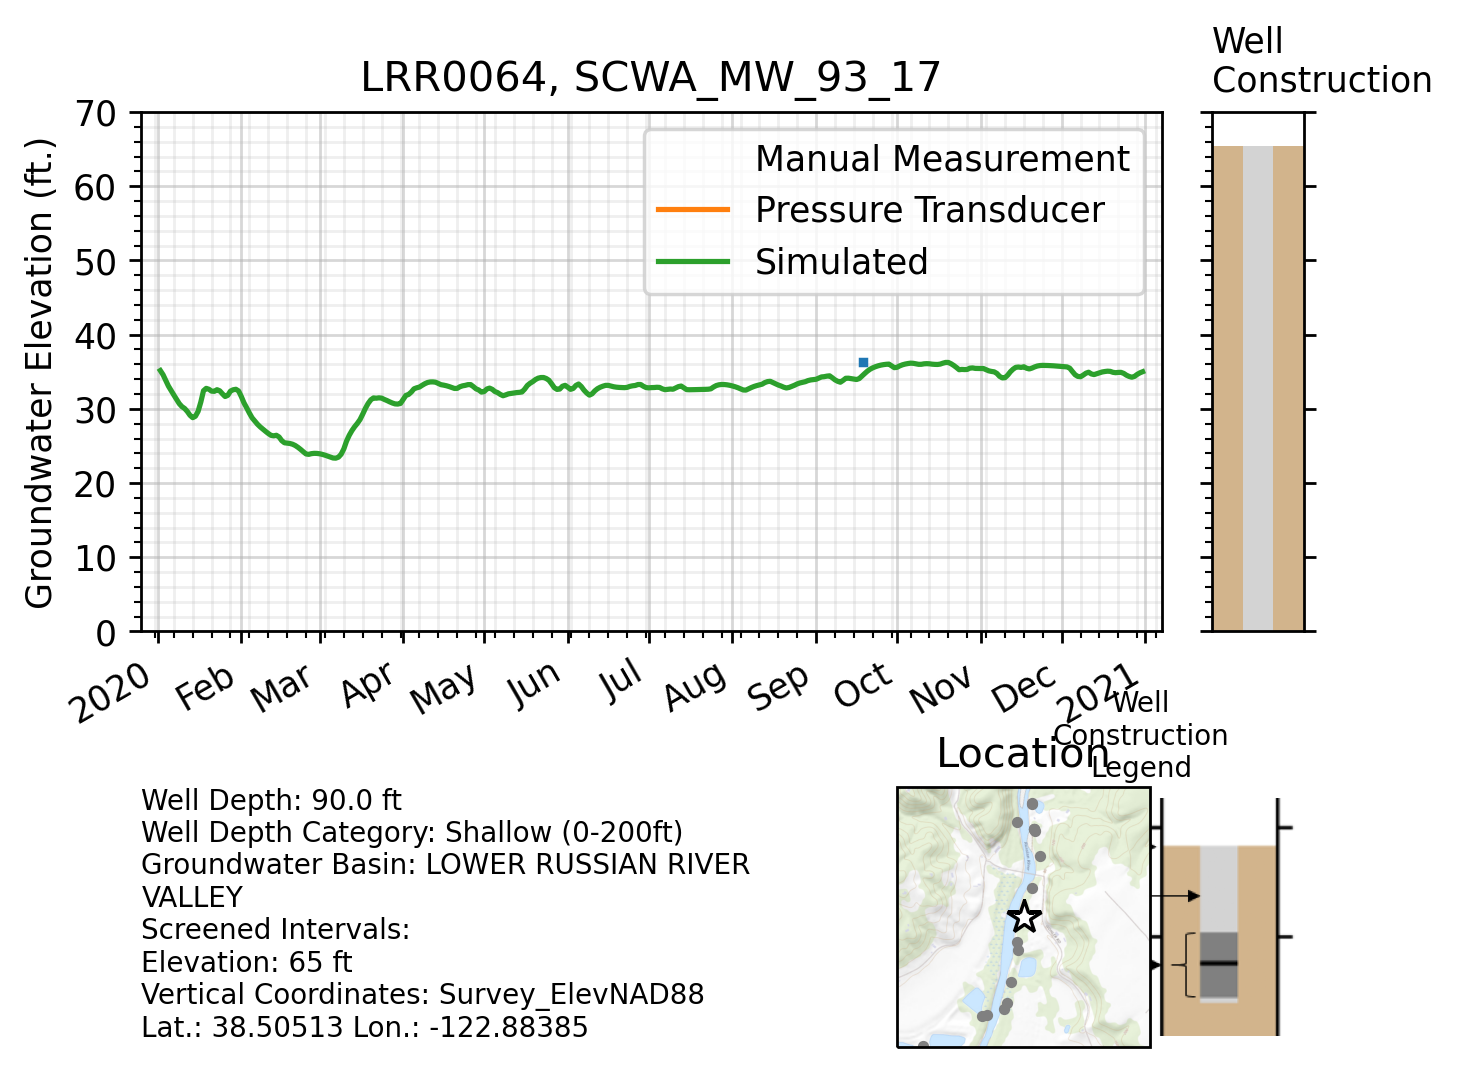 Well
Construction
LRR0064, SCWA_MW_93_17
Groundwater Elevation (ft.)
70
60
50
40
30
20
10
0
Manual Measurement
Pressure Transducer
Simulated
2020
Feb
Mar
Apr
May
Jun
Jul
Aug
Sep
Oct
Nov
Dec
2021
Well
Construction
Legend
Location
Well Depth: 90.0 ft
Well Depth Category: Shallow (0-200ft)
Groundwater Basin: LOWER RUSSIAN RIVER
VALLEY
Screened Intervals:
Elevation: 65 ft
Vertical Coordinates: Survey_ElevNAD88
Lat.: 38.50513 Lon.: -122.88385